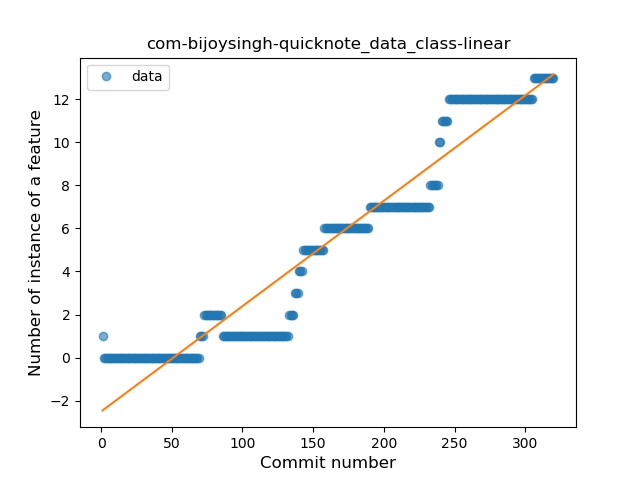 com-bijoysingh-quicknote_data_class-linear
data
Number of instance of a feature
12
10
8
6
4
2
0
−2
0 50 100 150 200 250 300
Commit number